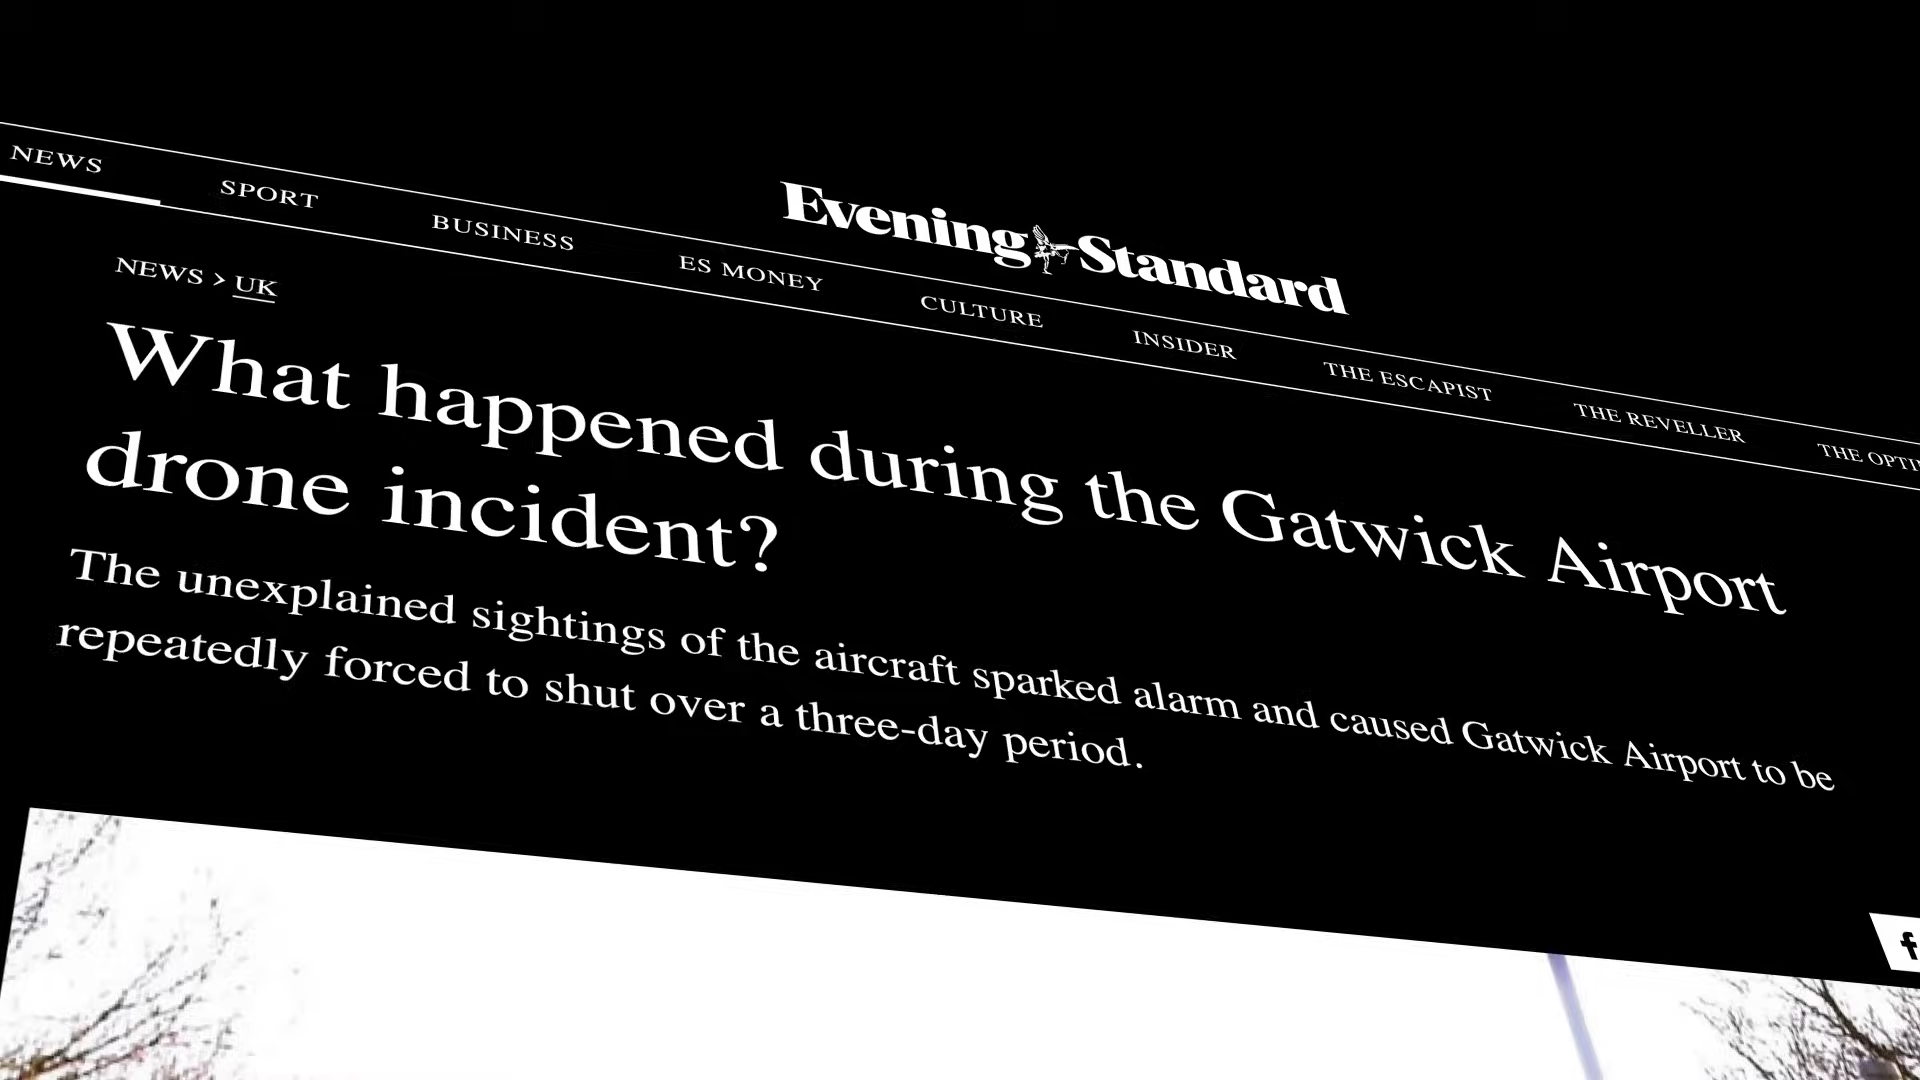 Evening Standard
NEWS SPORT BUSINESS ES MONEY CULTURE INSIDER THE ESCAPIST THE REVELLER THE OPTI
NEWS > UK
What happened during the Gatwick Airport
drone incident?
The unexplained sightings of the aircraft sparked alarm and caused Gatwick Airport to be
repeatedly forced to shut over a three-day period.
f